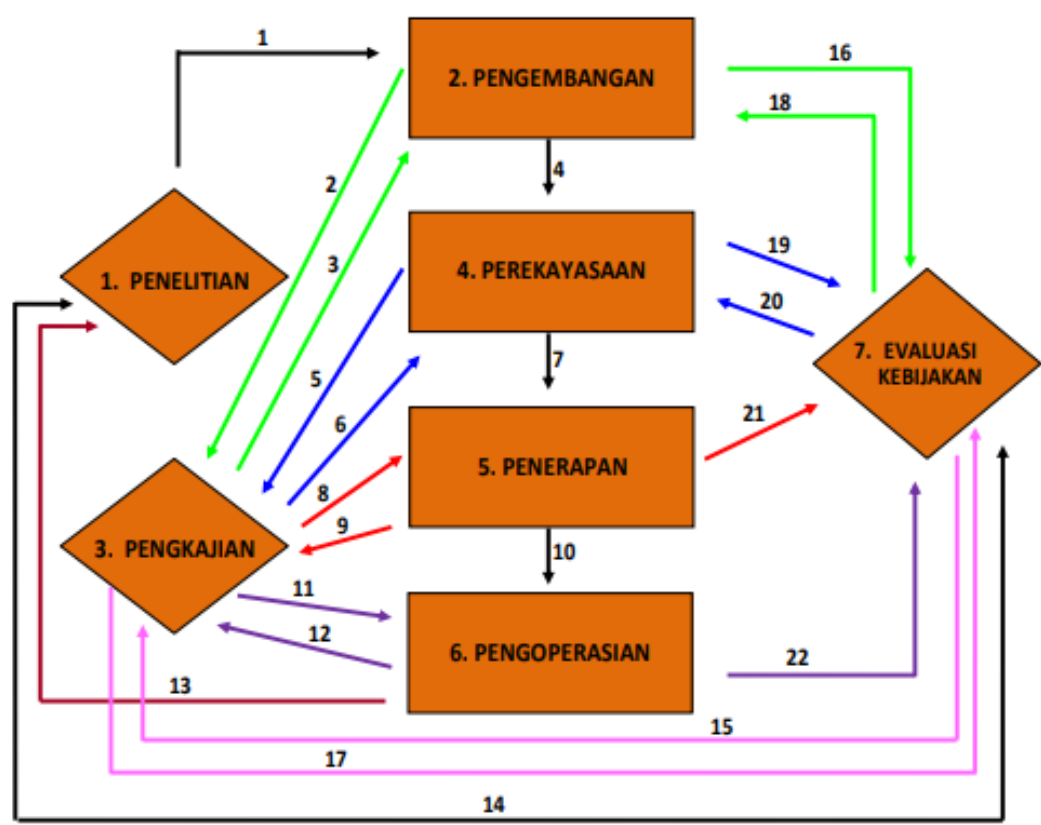 1
2. PENGEMBANGAN
16
18
2
4
3
1. PENELITIAN
4. PEREKAYASAAN
19
20
5
6
7
7. EVALUASI
KEBIJAKAN
21
5. PENERAPAN
8
9
3. PENGKAJIAN
10
11
12
6. PENGOPERASIAN
22
13
15
17
14